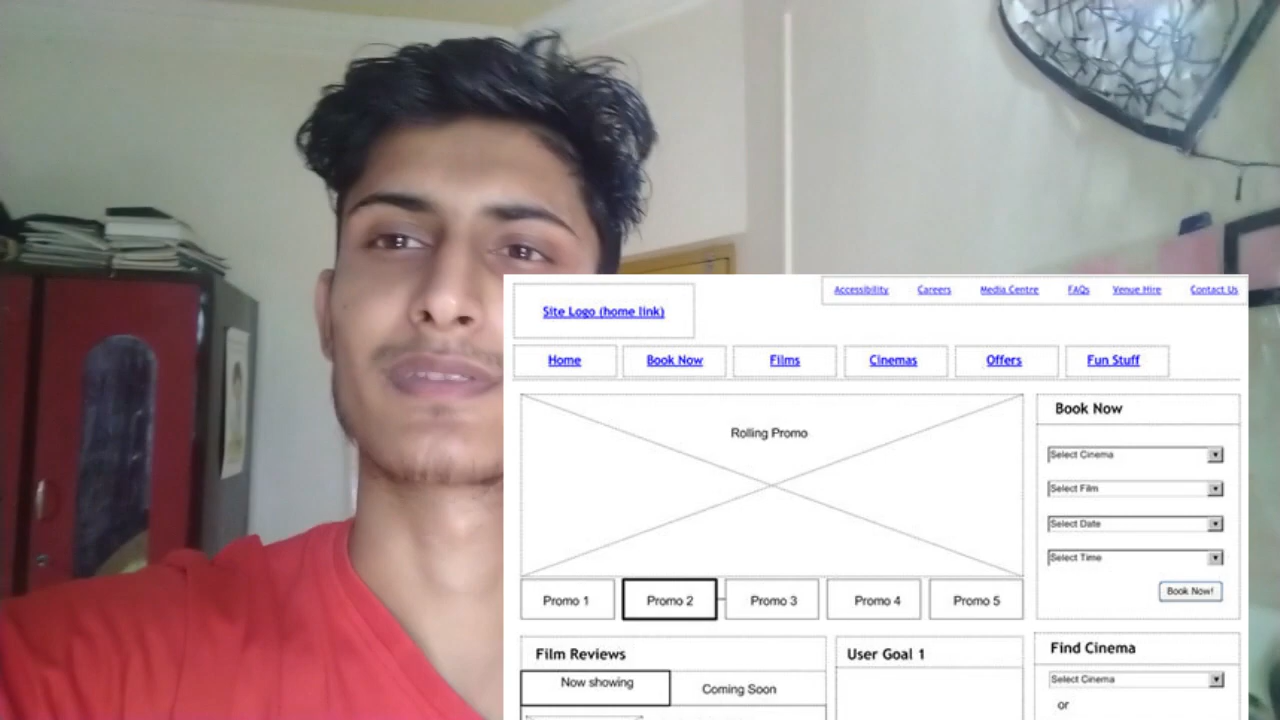 Accessibility Careers Media Centre FAQs Venue Hire Contact Us
Site Logo (home link)
Home Book Now Films Cinemas Offers Fun Stuff
Rolling Promo
Book Now
Select Cinema
Select Film
Select Date
Select Time
Book Now!
Promo 1 Promo 2 Promo 3 Promo 4 Promo 5
Film Reviews
Now showing Coming Soon
User Goal 1
Find Cinema
Select Cinema
or